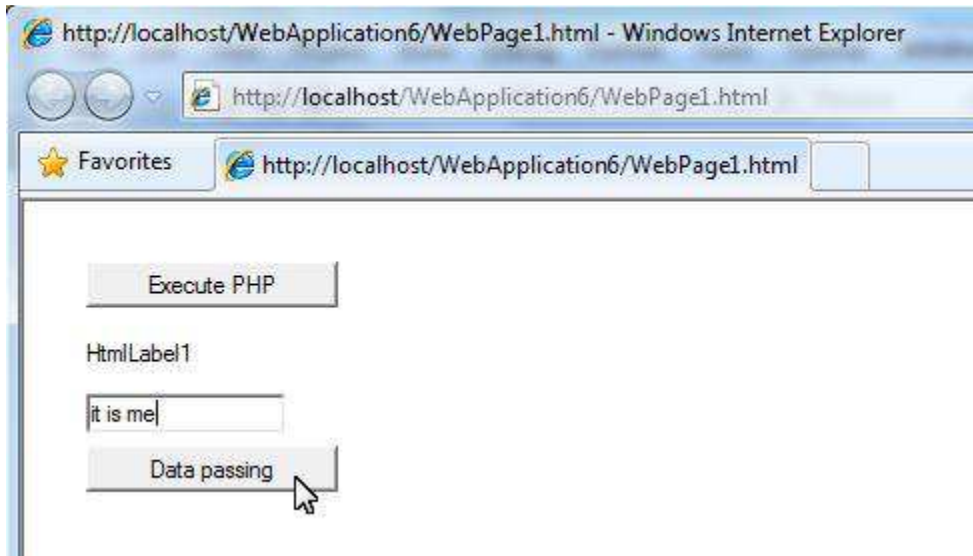 http://localhost/WebApplication6/WebPage1.html - Windows Internet Explorer
http://localhost/WebApplication6/WebPage1.html
Favorites http://localhost/WebApplication6/WebPage1.html
Execute PHP
HtmlLabel1
it is me
Data passing